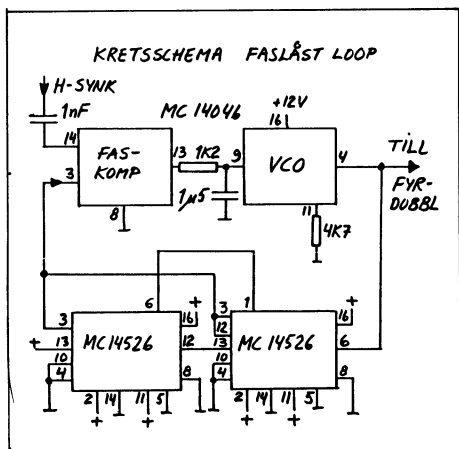 KRETSSCHEMA FASLÅST LOOP
H-SYNK
1nF
MC 14046
+12V
16
14
FAS-
KOMP
13
1K2
9
VCO
4
TILL
FYR-
DUBBL
3
8
1µ5
11
4K7
6
1
3
16
+
3
16
+
12
+
13
MC14526
12
13
MC14526
6
10
10
4
8
4
8
2
14
11
5
2
14
11
5
+
+
+
+